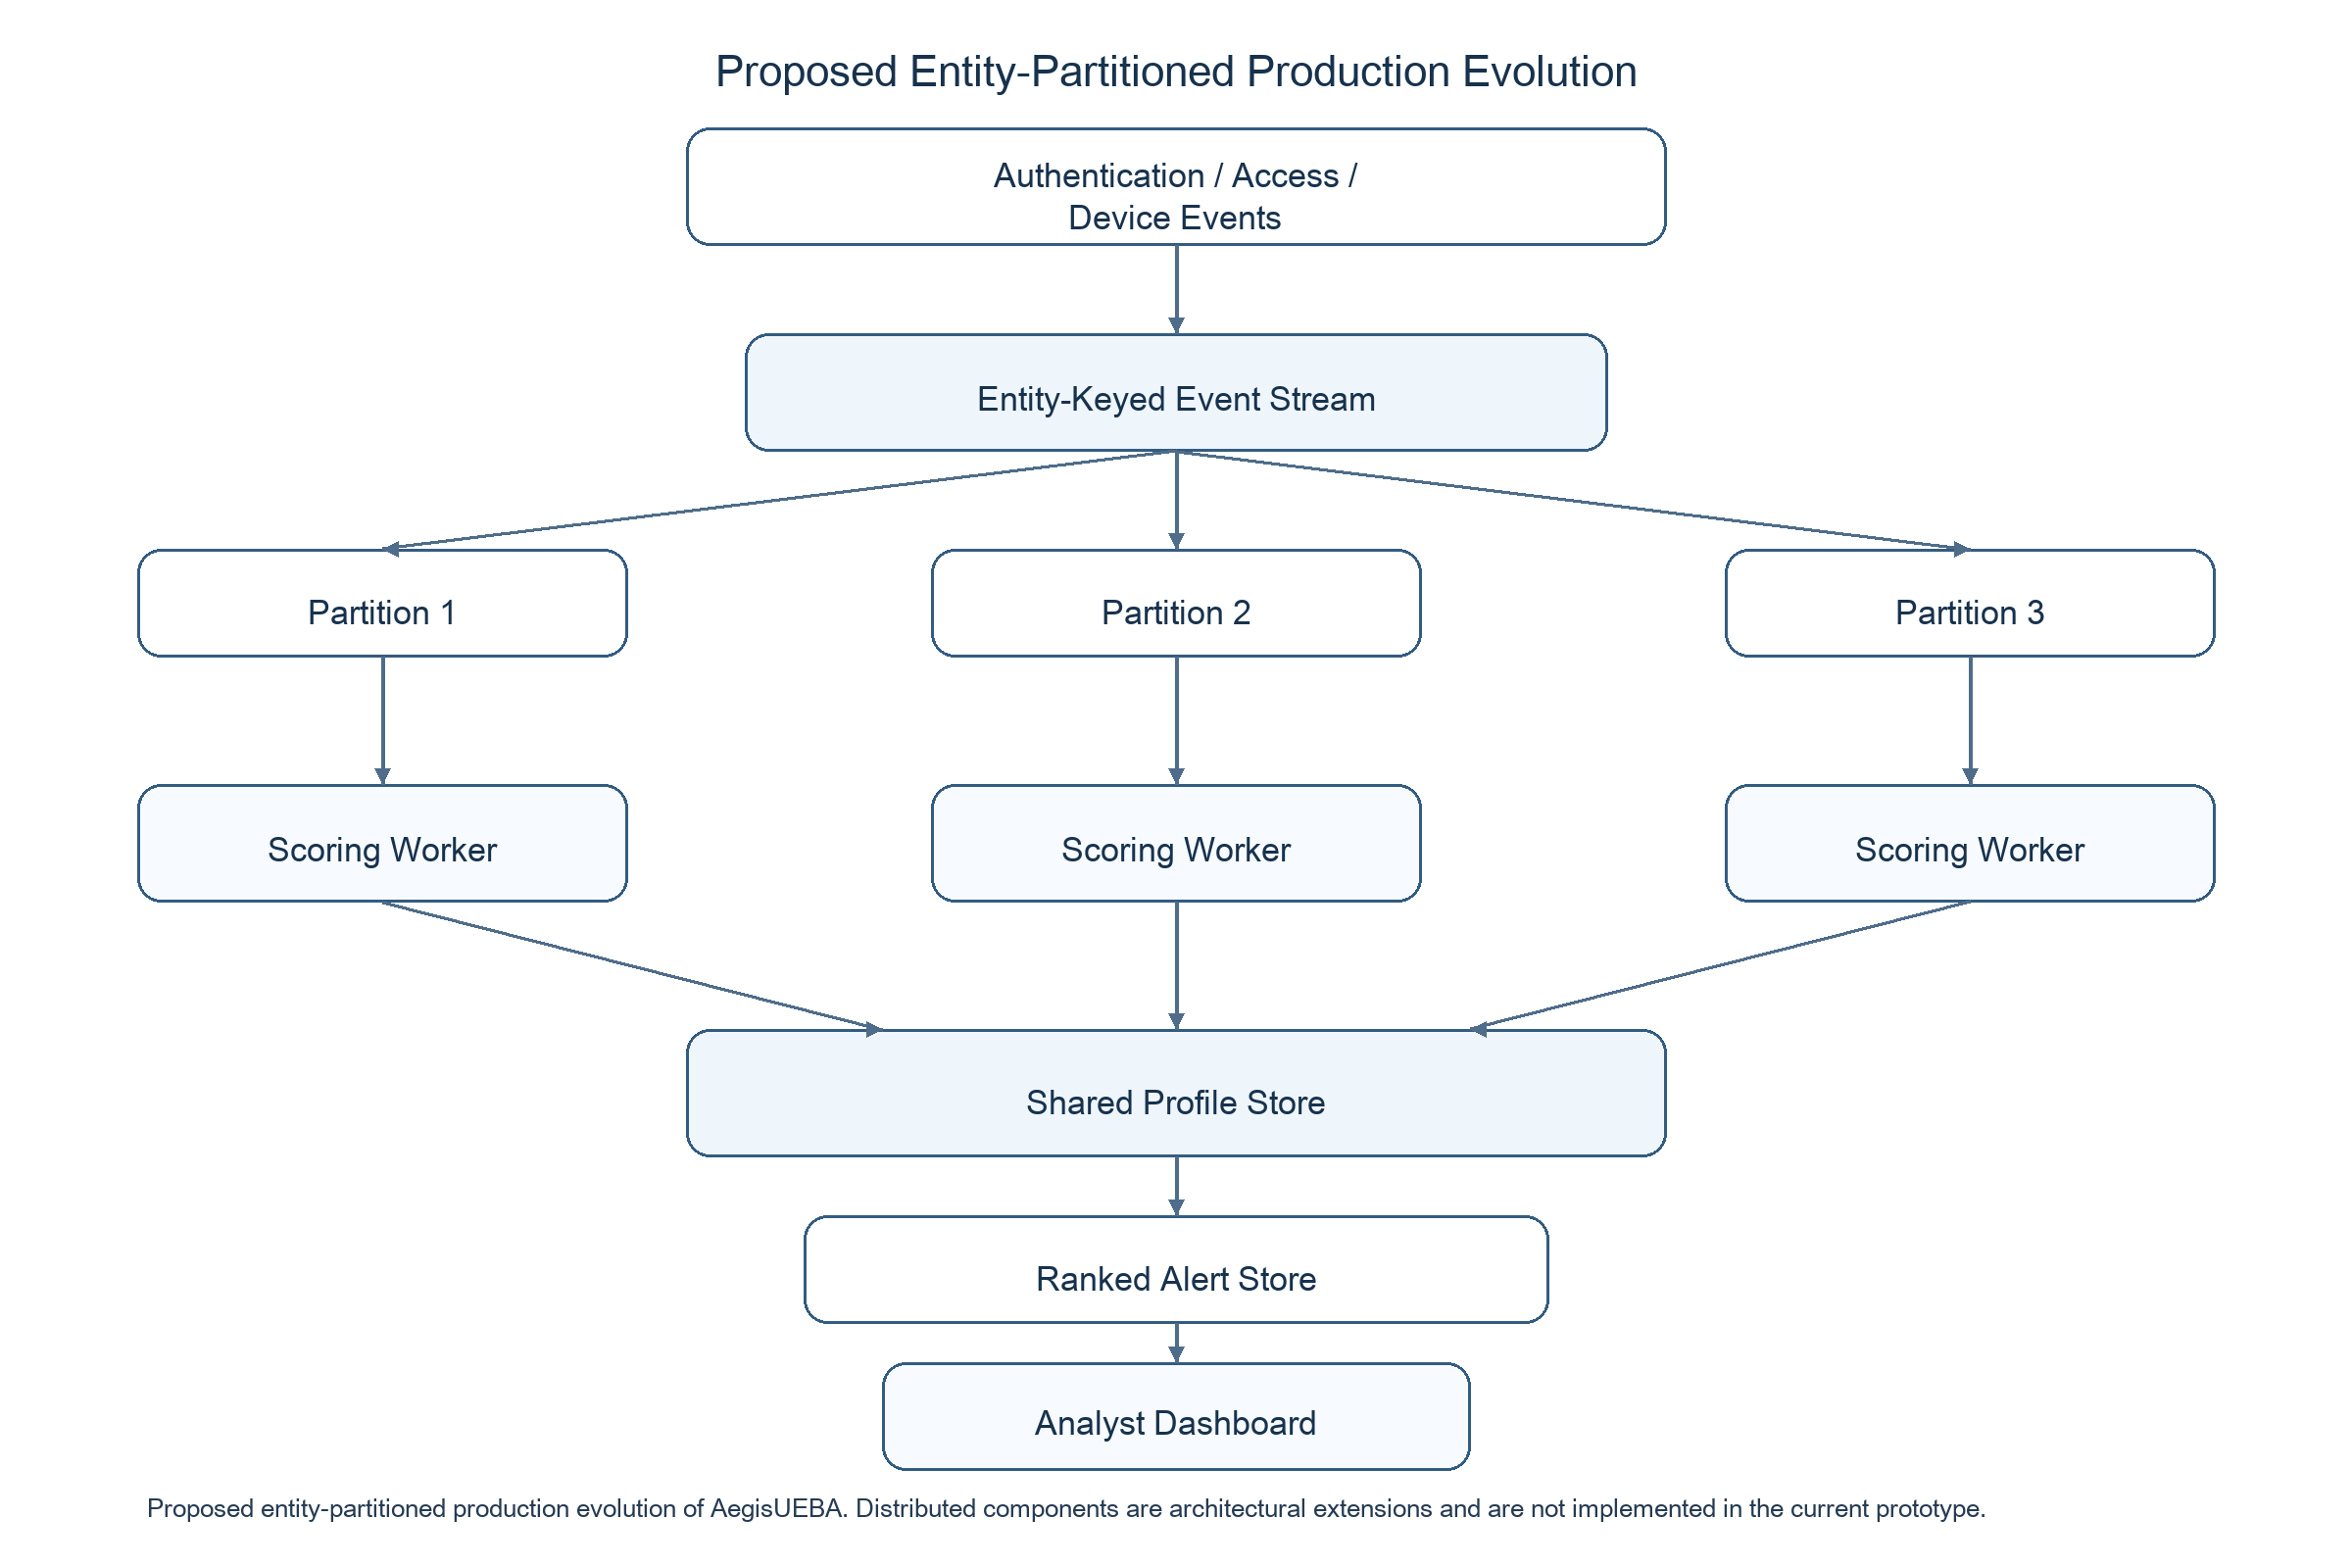 Proposed Entity-Partitioned Production Evolution
Authentication / Access /
Device Events
Entity-Keyed Event Stream
Partition 1
Partition 2
Partition 3
Scoring Worker
Scoring Worker
Scoring Worker
Shared Profile Store
Ranked Alert Store
Analyst Dashboard
Proposed entity-partitioned production evolution of AegisUEBA. Distributed components are architectural extensions and are not implemented in the current prototype.